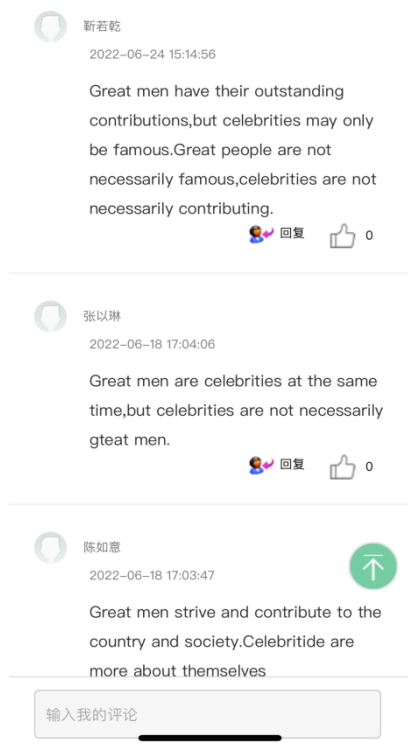 靳若乾
2022-06-24 15:14:56
Great men have their outstanding
contributions,but celebrities may only
be famous.Great people are not
necessarily famous,celebrities are not
necessarily contributing.
回复 0
张以琳
2022-06-18 17:04:06
Great men are celebrities at the same
time,but celebrities are not necessarily
gteat men.
回复 0
陈如意
2022-06-18 17:03:47
Great men strive and contribute to the
country and society.Celebritide are
more about themselves
输入我的评论